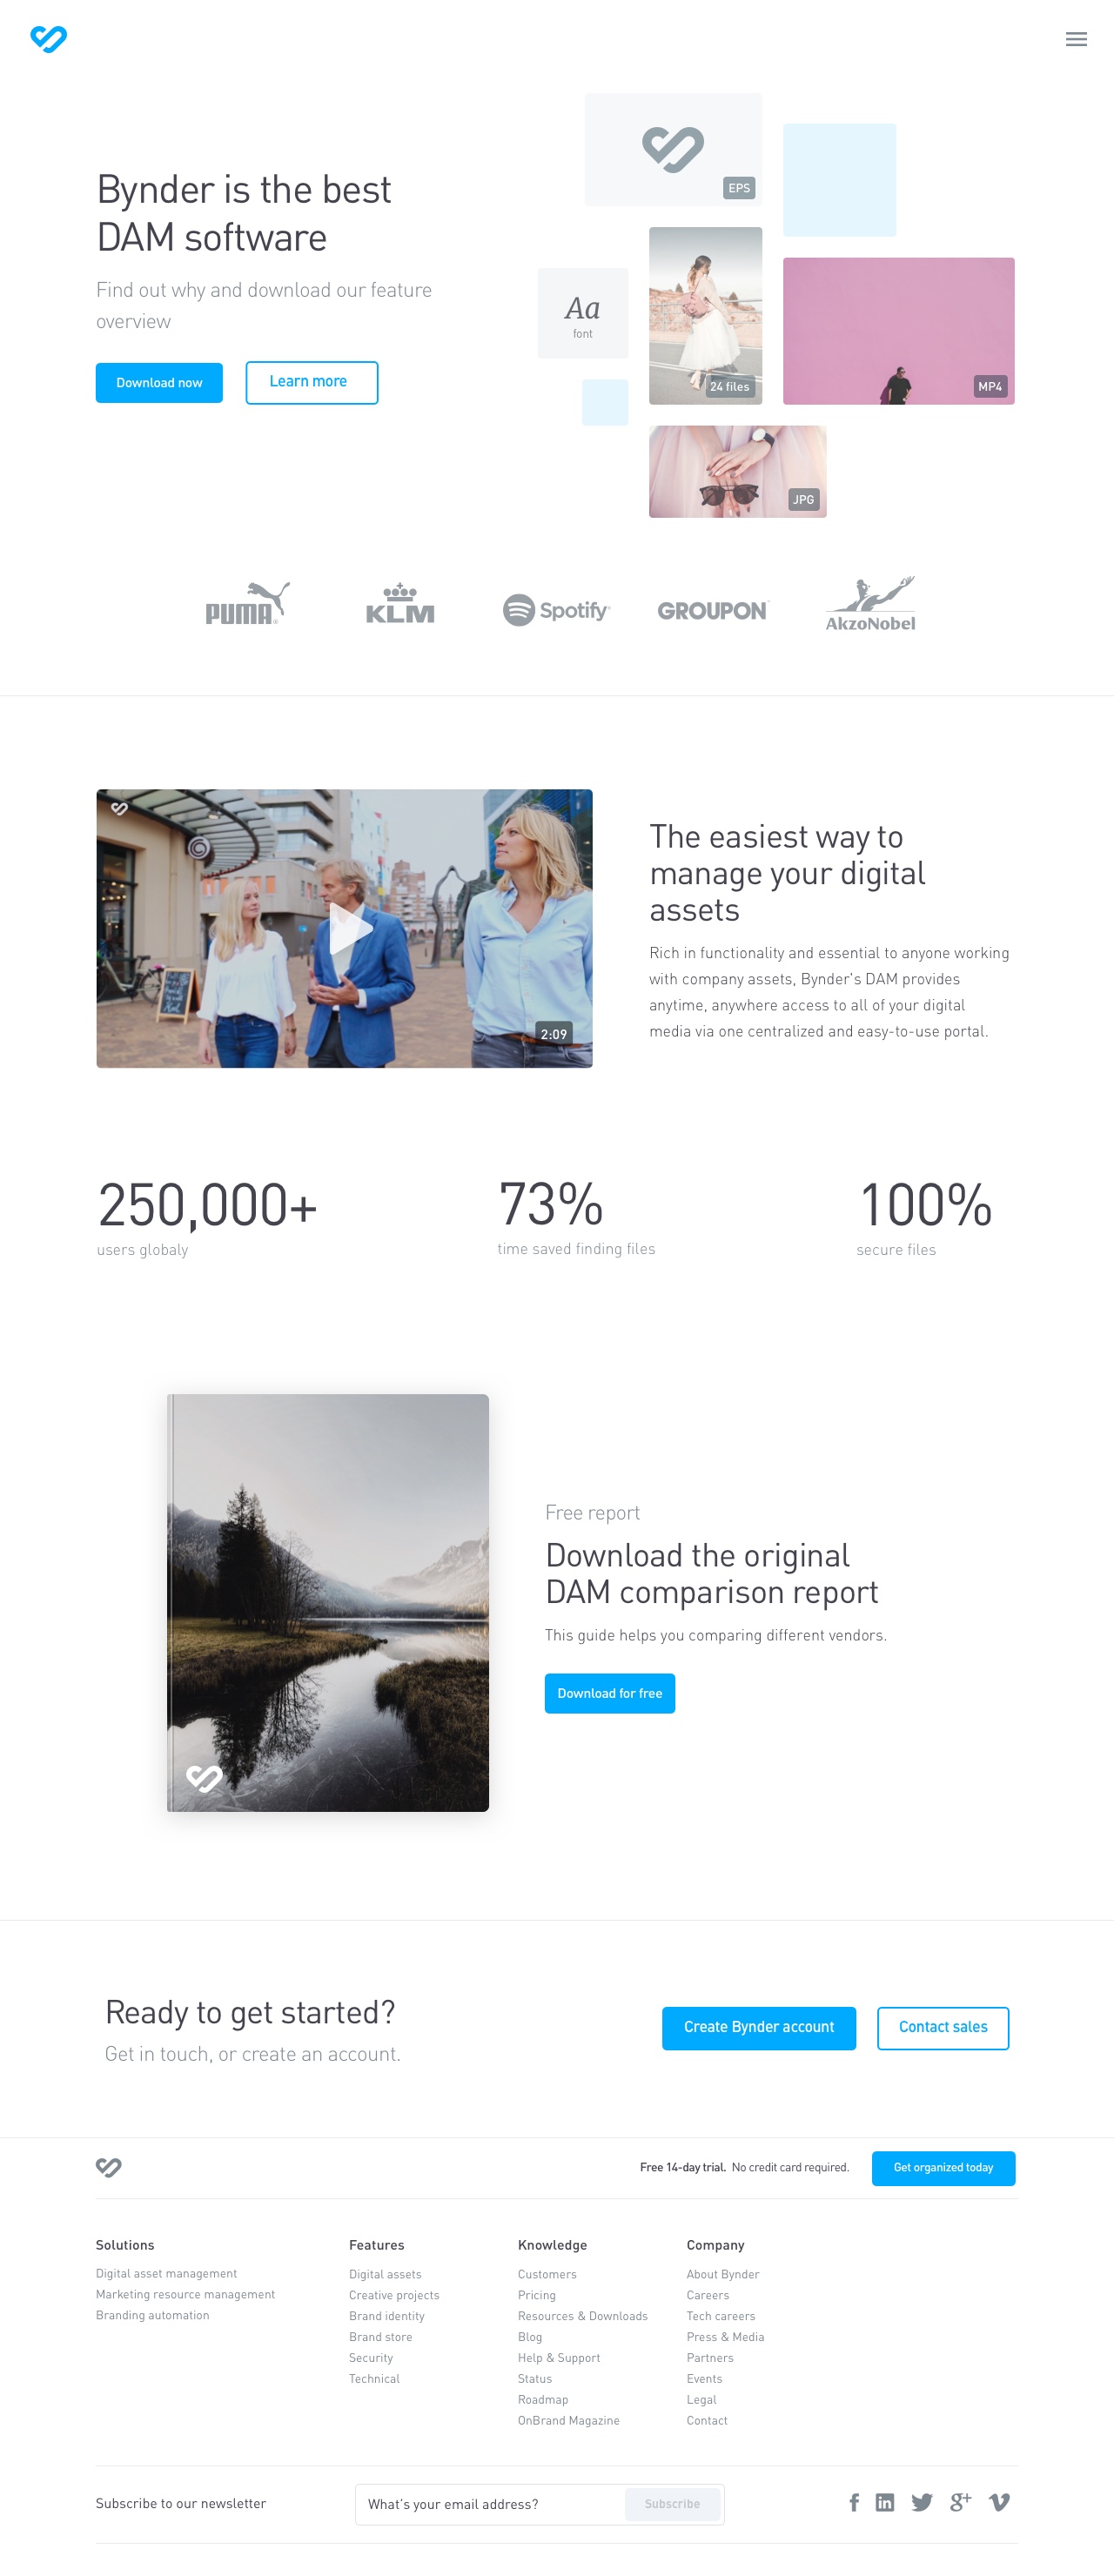 Bynder is the best
DAM software
Find out why and download our feature
overview
Download now
Learn more
EPS
Aa
font
24 files
MP4
JPG
PUMA
KLM
Spotify
GROUPON
AkzoNobel
2:09
The easiest way to
manage your digital
assets
Rich in functionality and essential to anyone working
with company assets, Bynder's DAM provides
anytime, anywhere access to all of your digital
media via one centralized and easy-to-use portal.
250,000+
users globaly
73%
time saved finding files
100%
secure files
Free report
Download the original
DAM comparison report
This guide helps you comparing different vendors.
Download for free
Ready to get started?
Get in touch, or create an account.
Create Bynder account
Contact sales
Free 14-day trial. No credit card required.
Get organized today
Solutions
Digital asset management
Marketing resource management
Branding automation
Features
Digital assets
Creative projects
Brand identity
Brand store
Security
Technical
Knowledge
Customers
Pricing
Resources & Downloads
Blog
Help & Support
Status
Roadmap
OnBrand Magazine
Company
About Bynder
Careers
Tech careers
Press & Media
Partners
Events
Legal
Contact
Subscribe to our newsletter
What's your email address?
Subscribe